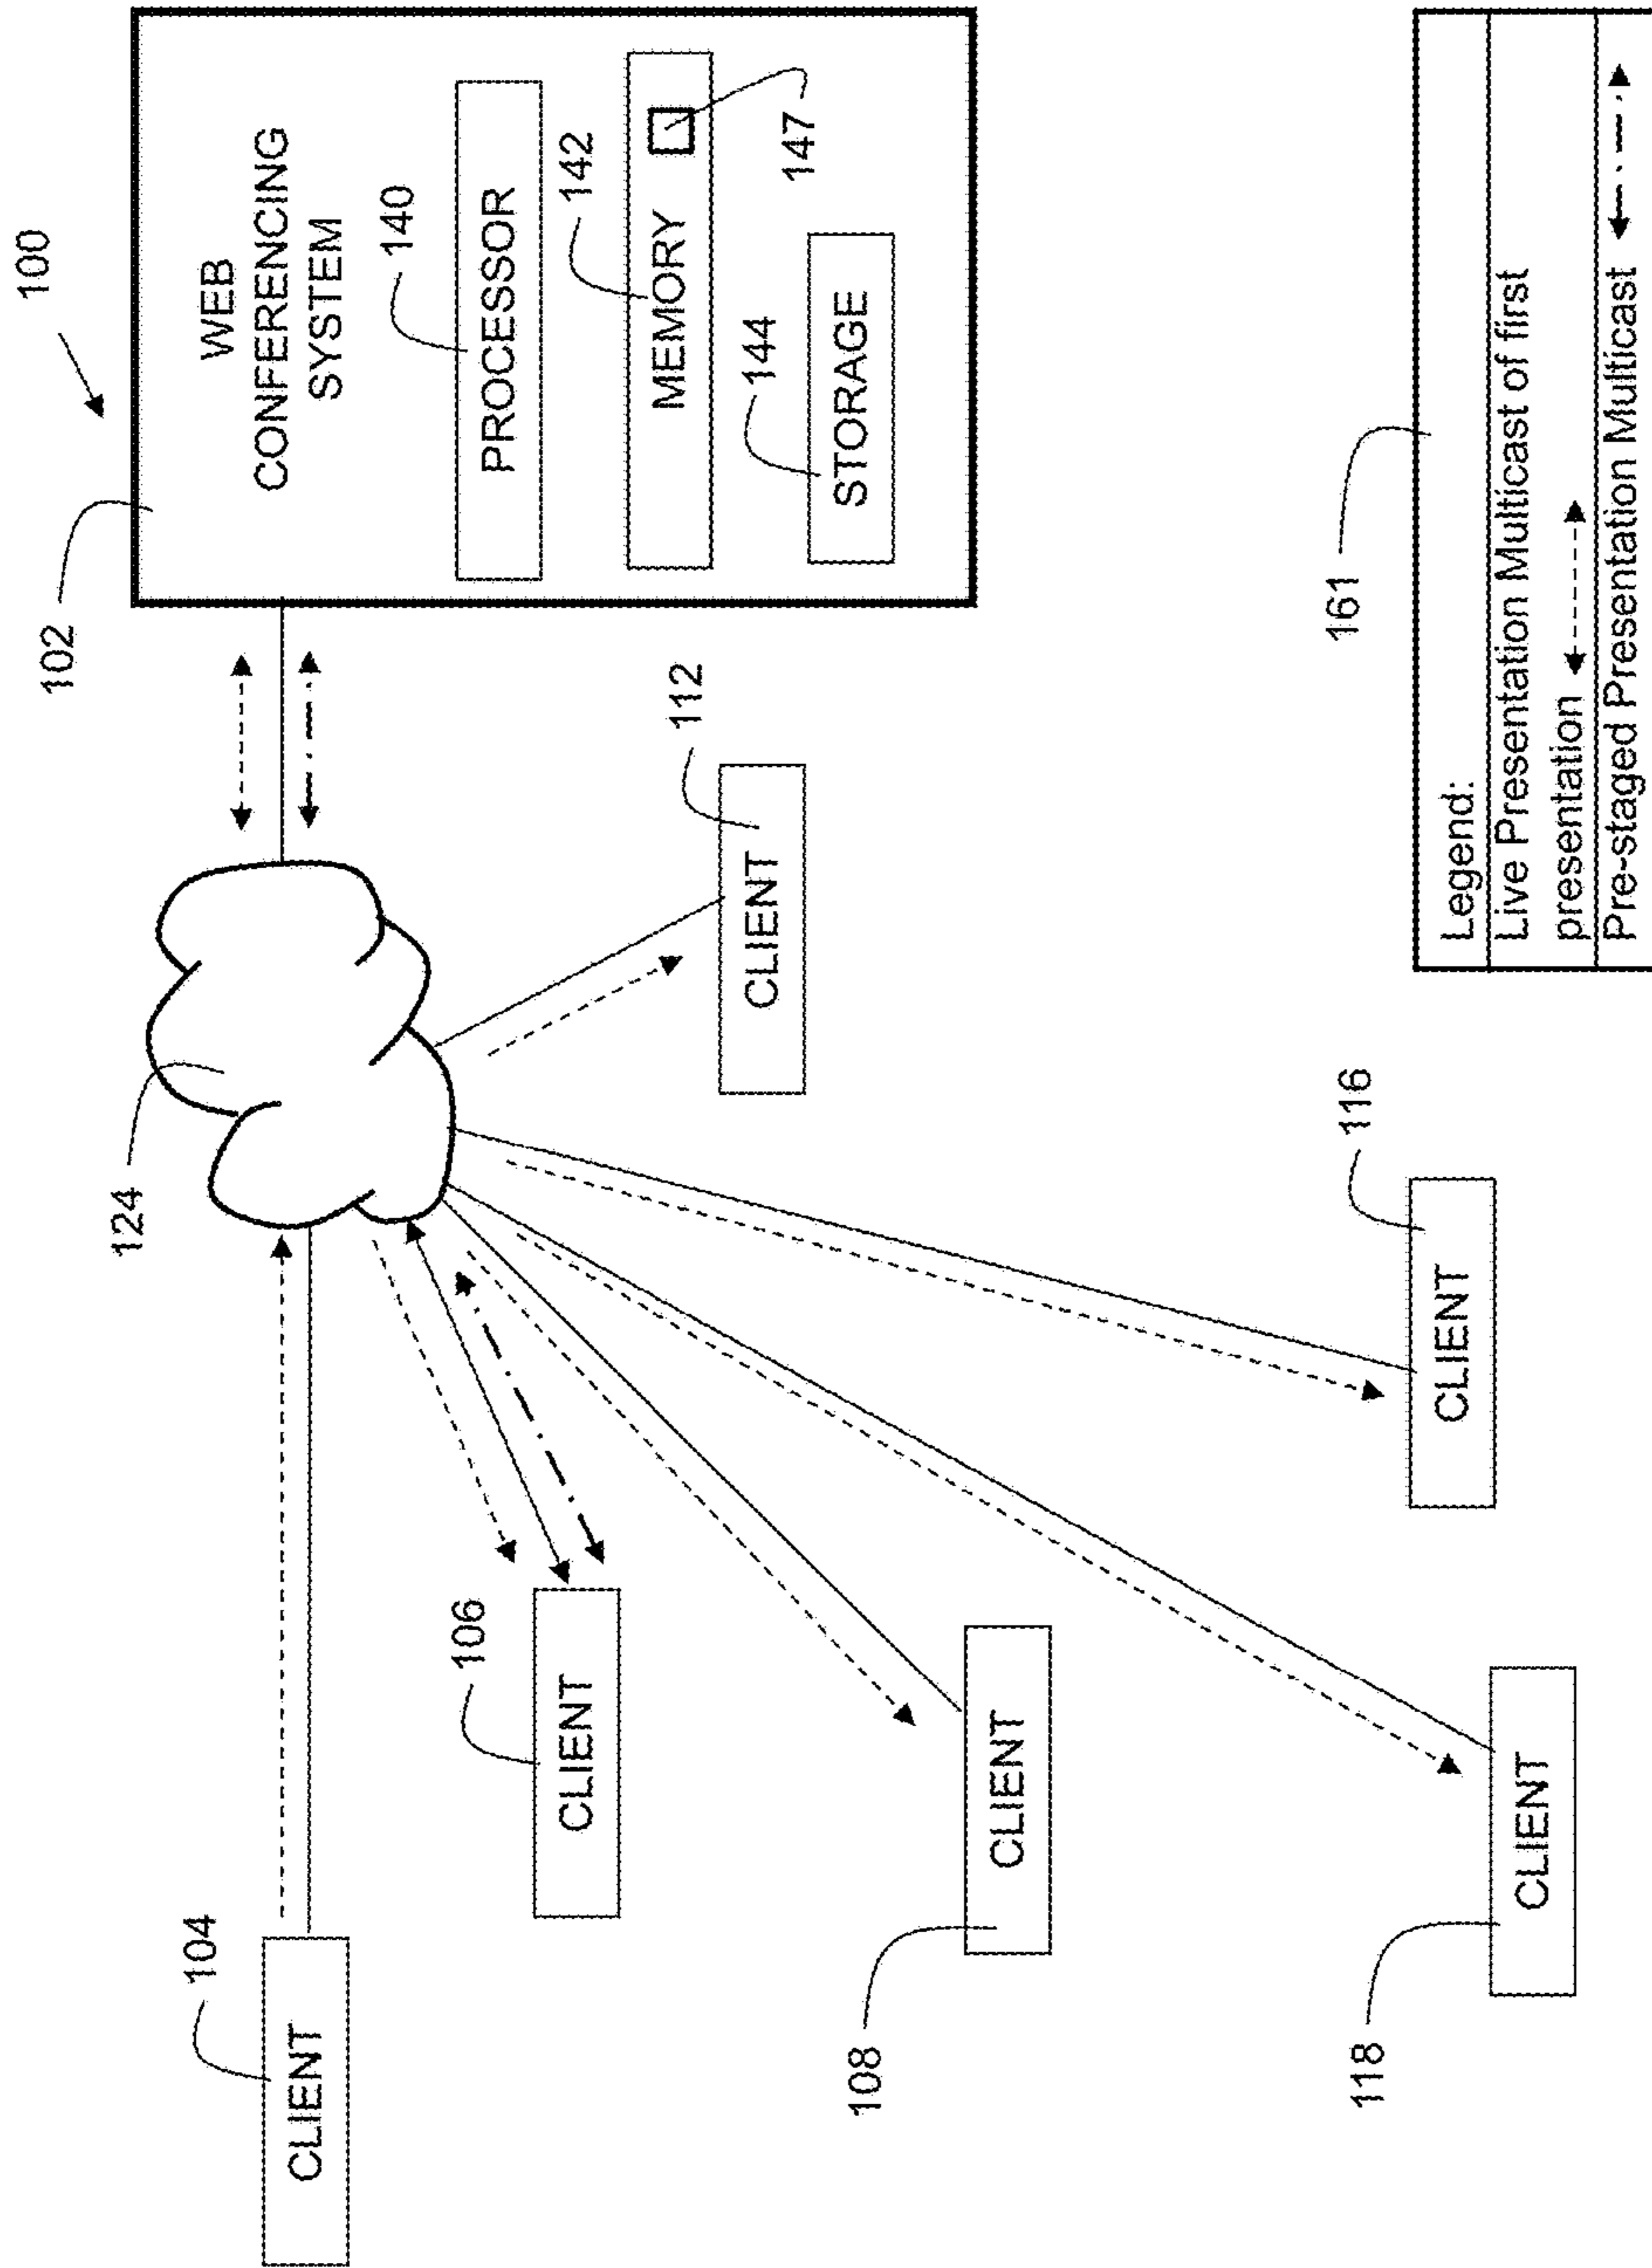 100
102
WEB
CONFERENCING
SYSTEM
140
PROCESSOR
142
MEMORY
147
144
STORAGE
124
104
CLIENT
106
CLIENT
112
CLIENT
108
CLIENT
116
CLIENT
118
CLIENT
161
Legend:
Live Presentation Multicast of first
presentation
Pre-staged Presentation Multicast